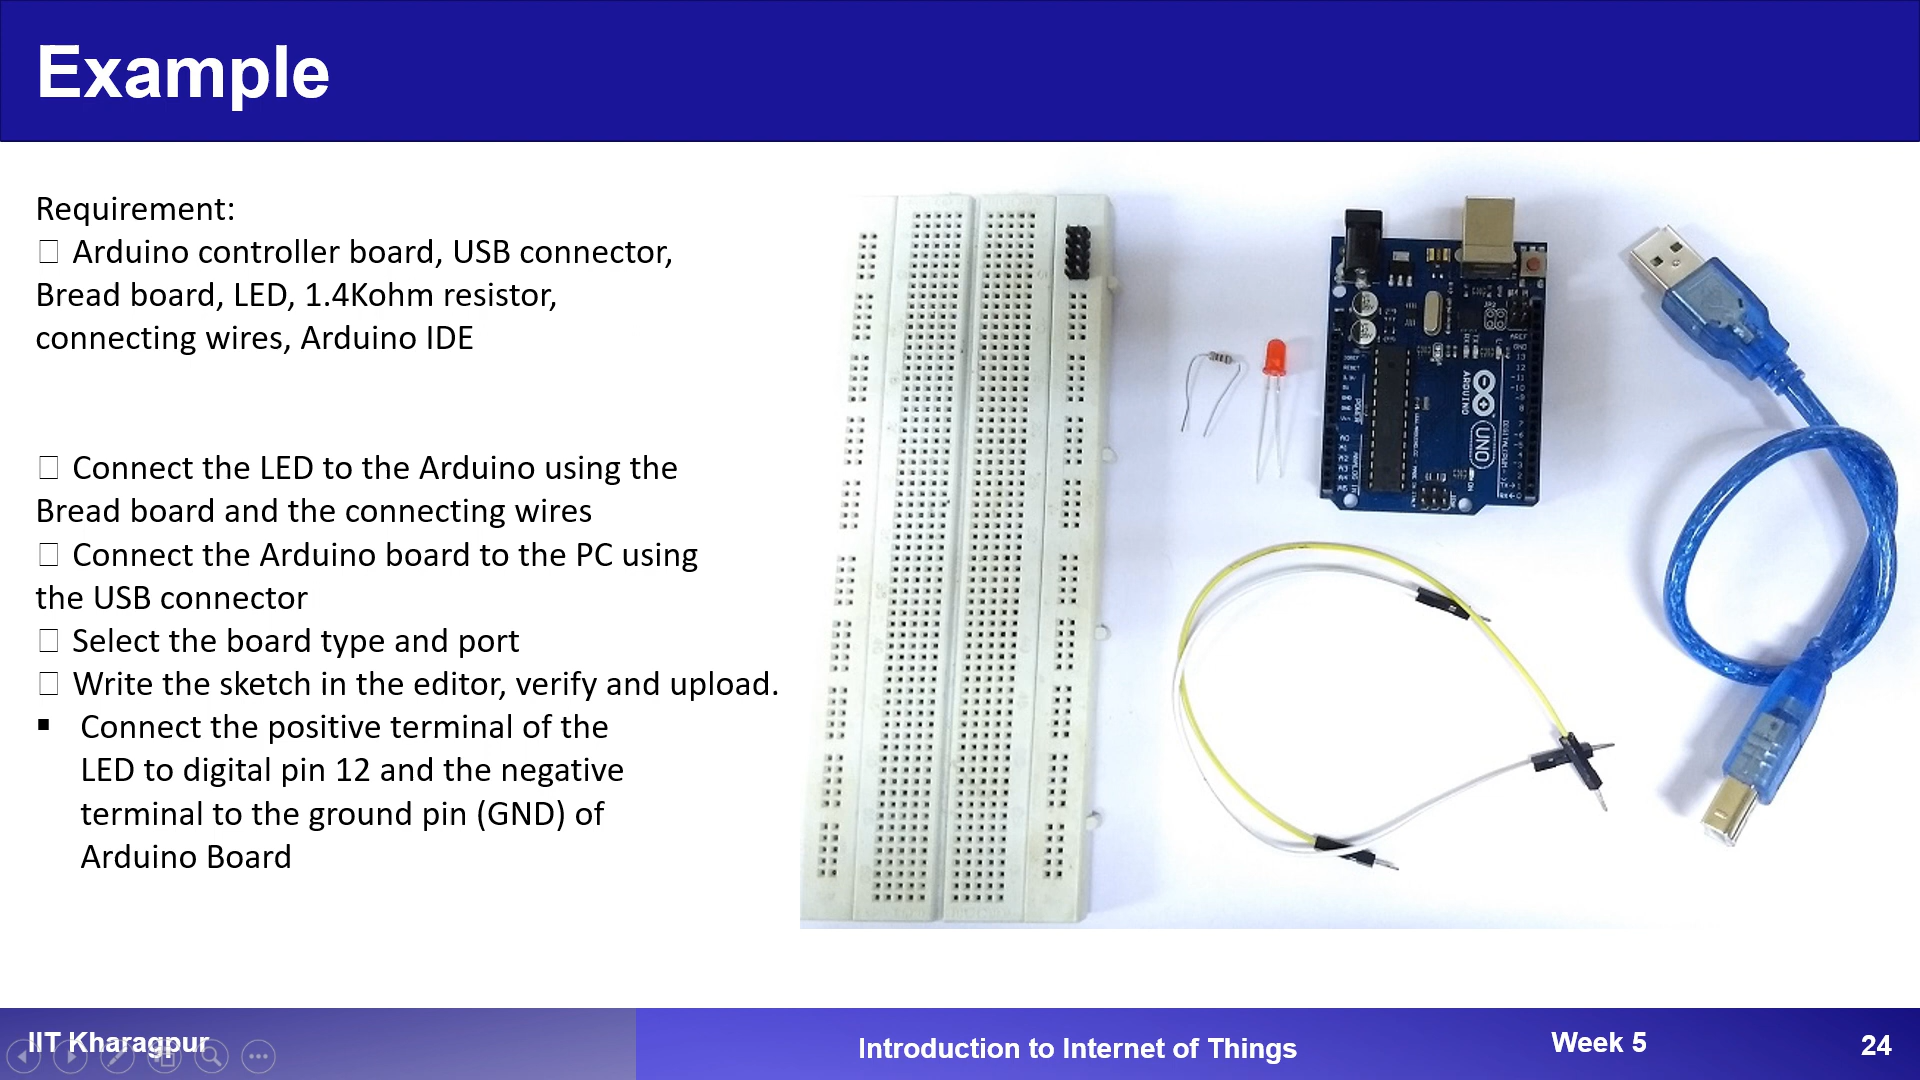 Example
Requirement:
□ Arduino controller board, USB connector,
Bread board, LED, 1.4Kohm resistor,
connecting wires, Arduino IDE
□ Connect the LED to the Arduino using the
Bread board and the connecting wires
□ Connect the Arduino board to the PC using
the USB connector
□ Select the board type and port
□ Write the sketch in the editor, verify and upload.
▪ Connect the positive terminal of the
LED to digital pin 12 and the negative
terminal to the ground pin (GND) of
Arduino Board
ARDUINO
UNO
IIT Kharagpur
Introduction to Internet of Things
Week 5
24